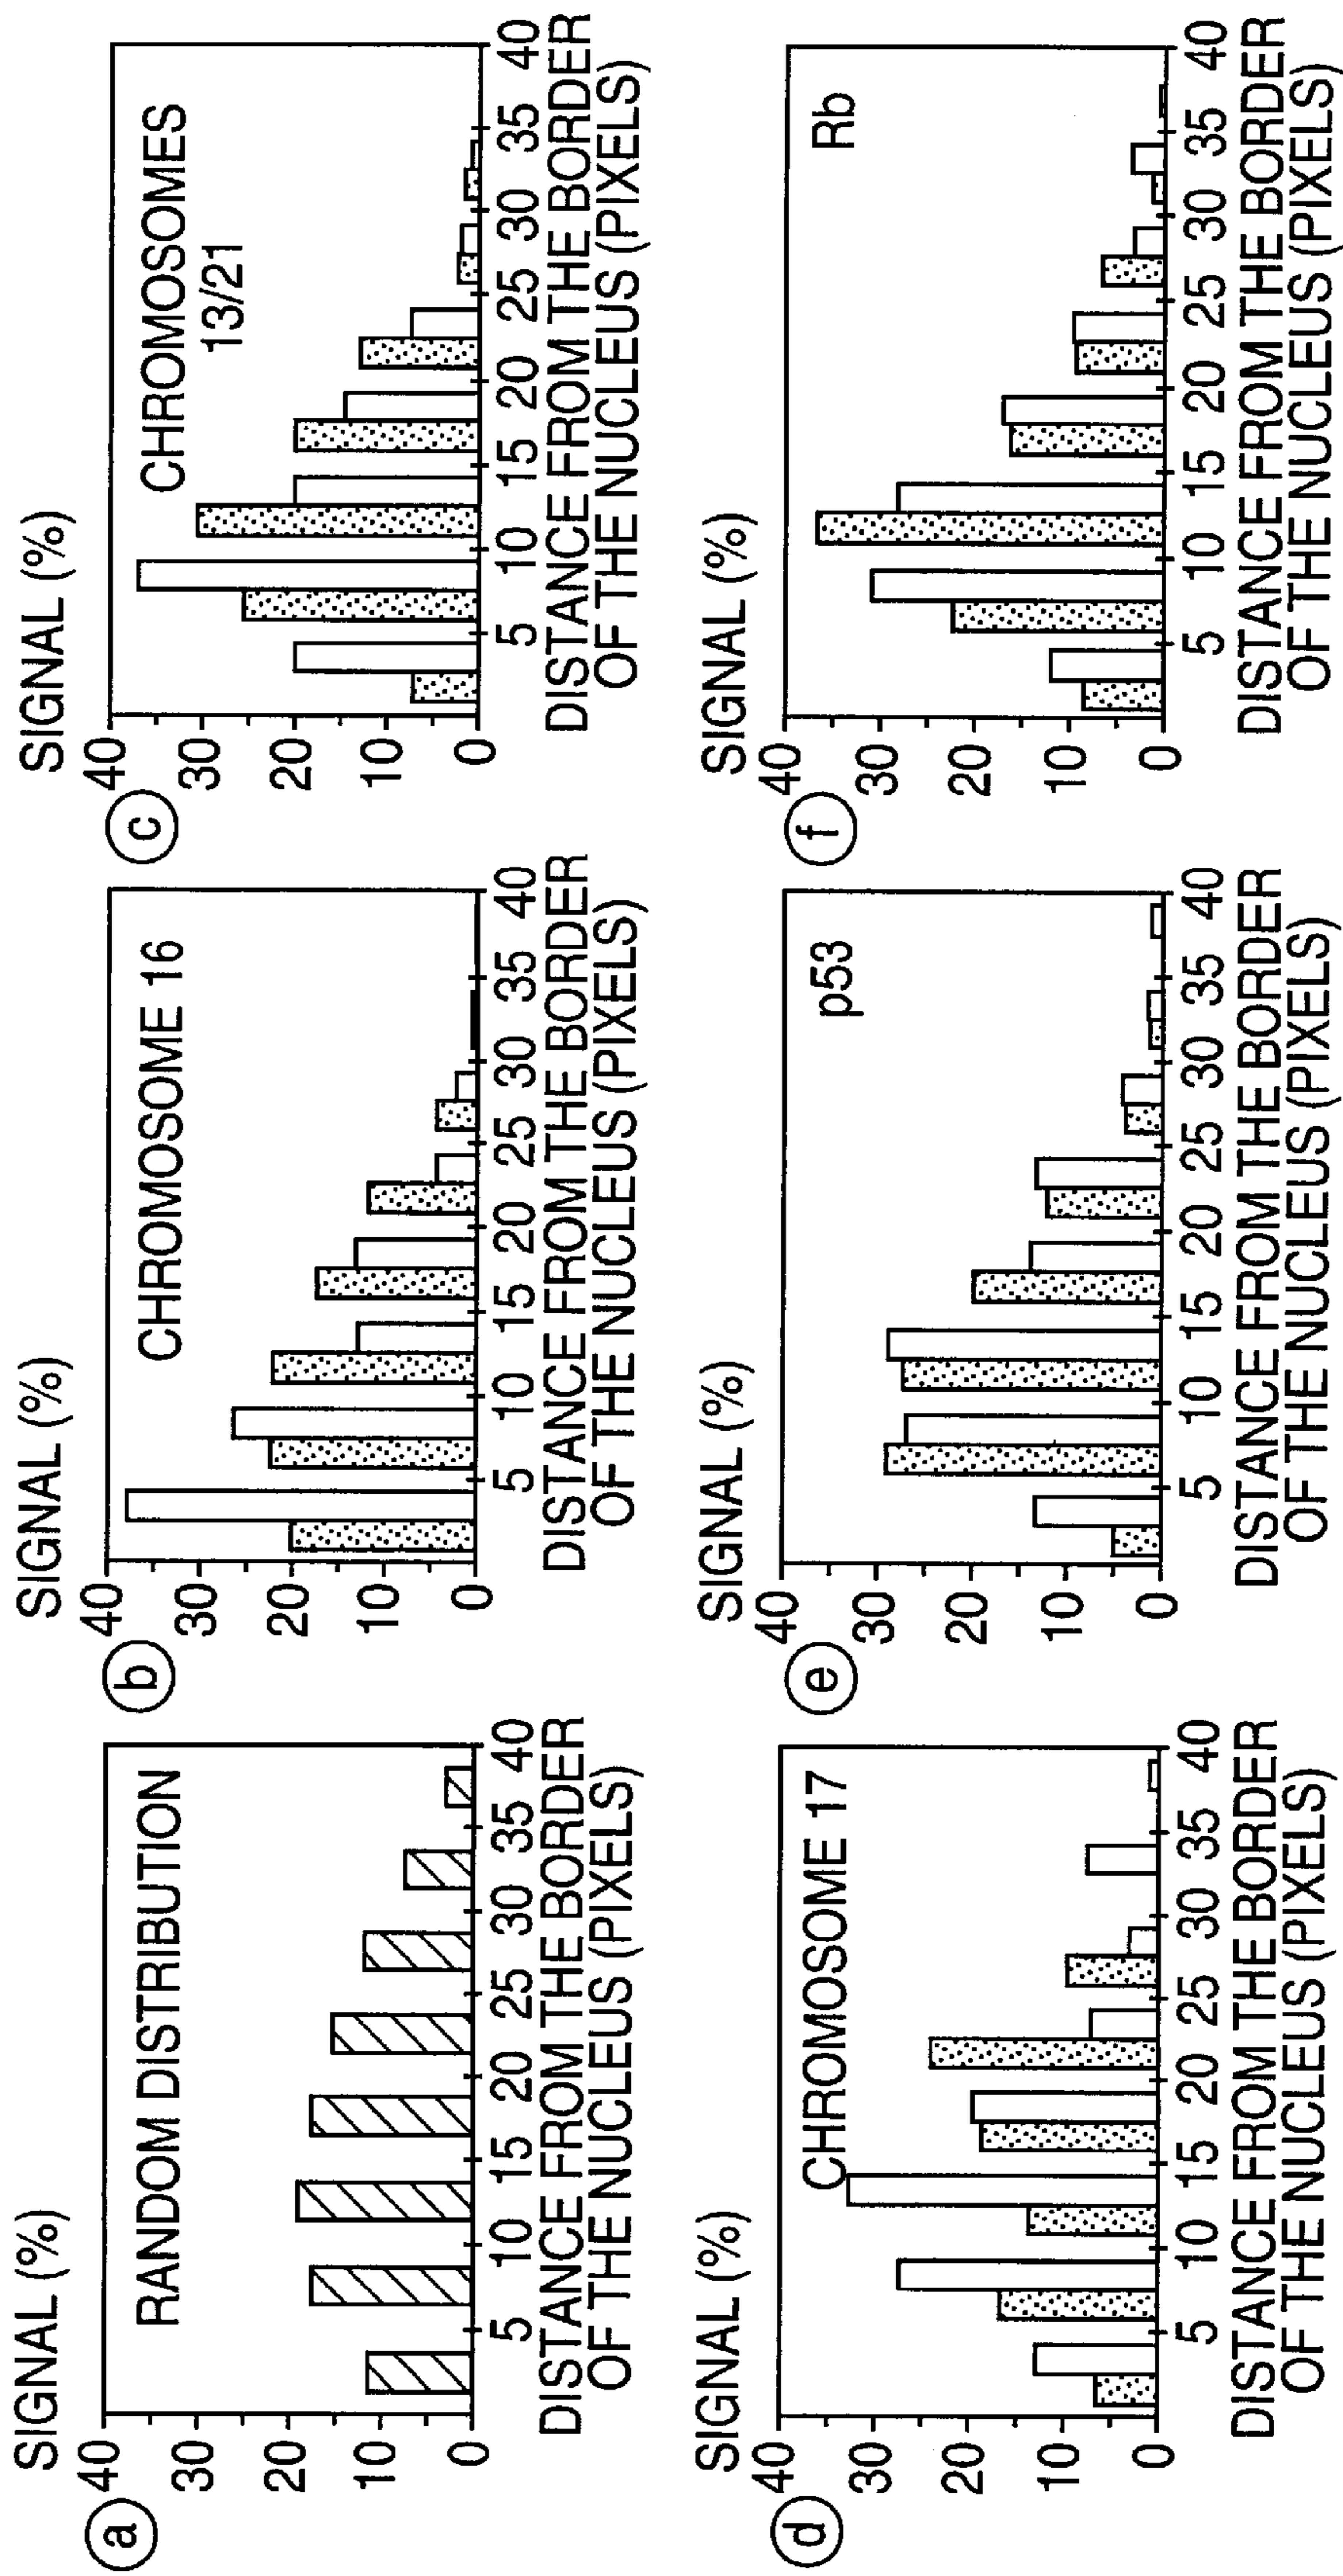 a
SIGNAL (%)
RANDOM DISTRIBUTION
40
30
20
10
0
5 10 15 20 25 30 35 40
DISTANCE FROM THE BORDER
OF THE NUCLEUS (PIXELS)
b
SIGNAL (%)
CHROMOSOME 16
40
30
20
10
0
5 10 15 20 25 30 35 40
DISTANCE FROM THE BORDER
OF THE NUCLEUS (PIXELS)
c
SIGNAL (%)
CHROMOSOMES
13/21
40
30
20
10
0
5 10 15 20 25 30 35 40
DISTANCE FROM THE BORDER
OF THE NUCLEUS (PIXELS)
d
SIGNAL (%)
CHROMOSOME 17
40
30
20
10
0
5 10 15 20 25 30 35 40
DISTANCE FROM THE BORDER
OF THE NUCLEUS (PIXELS)
e
SIGNAL (%)
p53
40
30
20
10
0
5 10 15 20 25 30 35 40
DISTANCE FROM THE BORDER
OF THE NUCLEUS (PIXELS)
f
SIGNAL (%)
Rb
40
30
20
10
0
5 10 15 20 25 30 35 40
DISTANCE FROM THE BORDER
OF THE NUCLEUS (PIXELS)